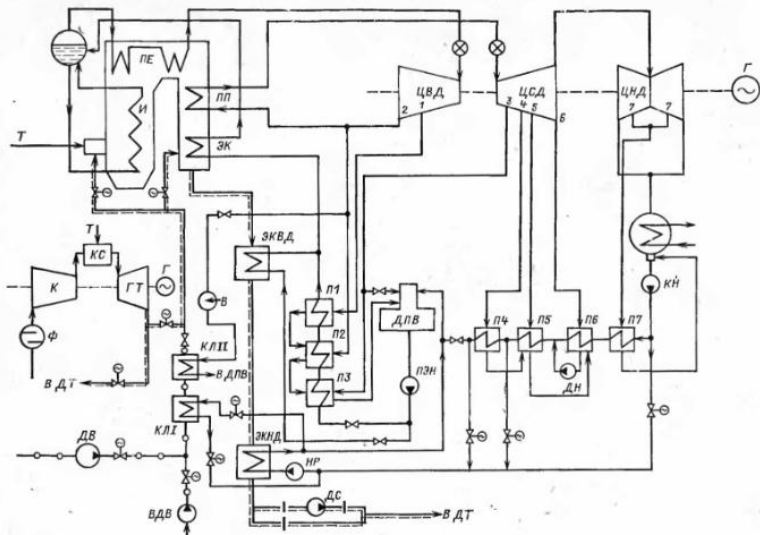 ПЕ
ПП
И
ЭК
Т
ЦВД
2
1
ЦСД
3
4
5
6
ЦНД
7
7
Г
Т
КС
К
ГТ
Г
Ф
В ДТ
ЭКВД
В
КЛII
В ДПВ
КЛI
П1
П2
П3
ДПВ
ПЭН
П4
П5
П6
П7
ДН
КН
ЭКНД
НР
ДВ
ВДВ
ДС
В ДТ